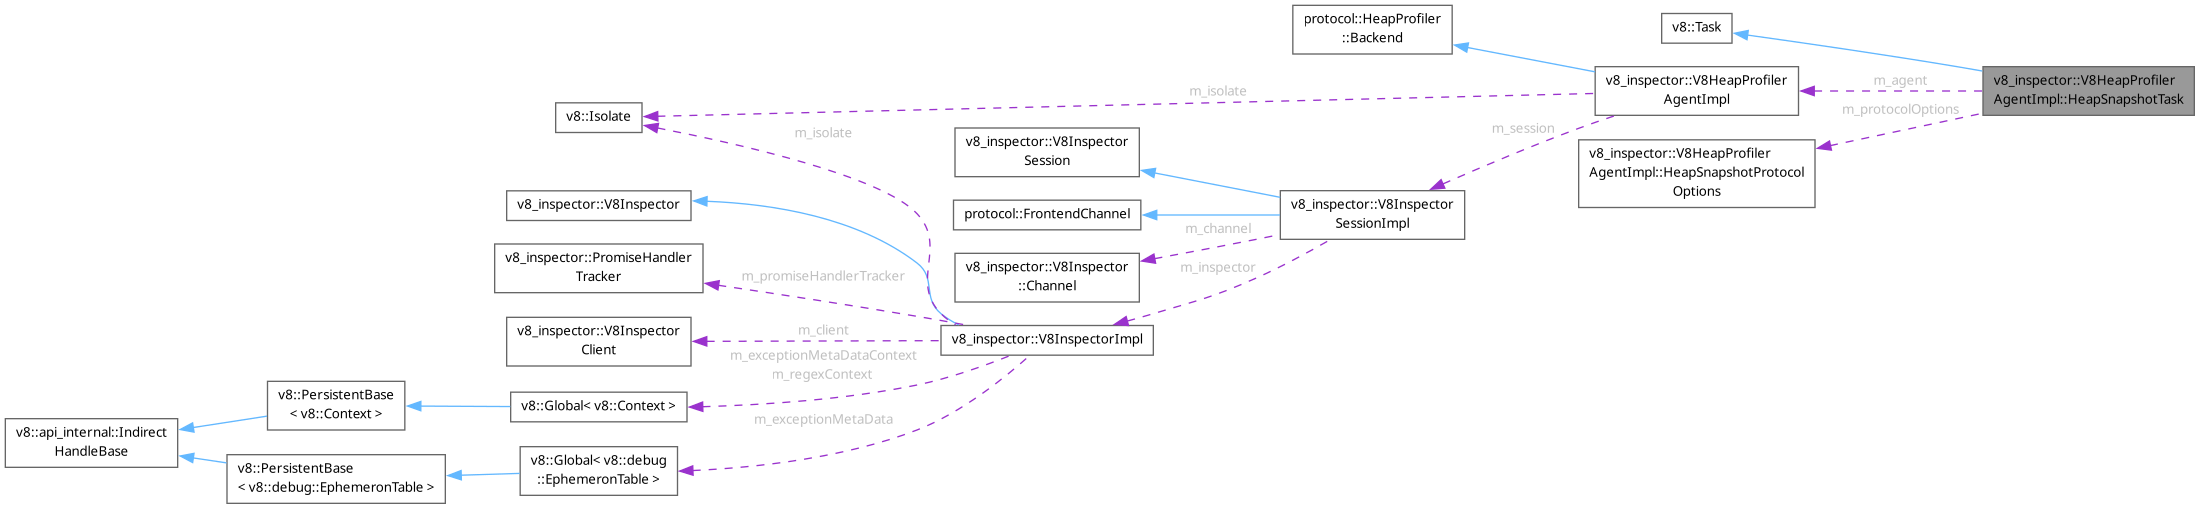 protocol::HeapProfiler
::Backend
v8::Task
v8_inspector::V8HeapProfiler
AgentImpl
m_agent
v8_inspector::V8HeapProfiler
AgentImpl::HeapSnapshotTask
m_isolate
m_protocolOptions
v8::Isolate
m_isolate
v8_inspector::V8Inspector
Session
m_session
v8_inspector::V8HeapProfiler
AgentImpl::HeapSnapshotProtocol
Options
v8_inspector::V8Inspector
protocol::FrontendChannel
v8_inspector::V8Inspector
SessionImpl
m_channel
v8_inspector::PromiseHandler
Tracker
m_promiseHandlerTracker
v8_inspector::V8Inspector
::Channel
m_inspector
v8_inspector::V8Inspector
Client
m_client
v8_inspector::V8InspectorImpl
m_exceptionMetaDataContext
m_regexContext
v8::PersistentBase
< v8::Context >
v8::Global< v8::Context >
m_exceptionMetaData
v8::api_internal::Indirect
HandleBase
v8::PersistentBase
< v8::debug::EphemeronTable >
v8::Global< v8::debug
::EphemeronTable >